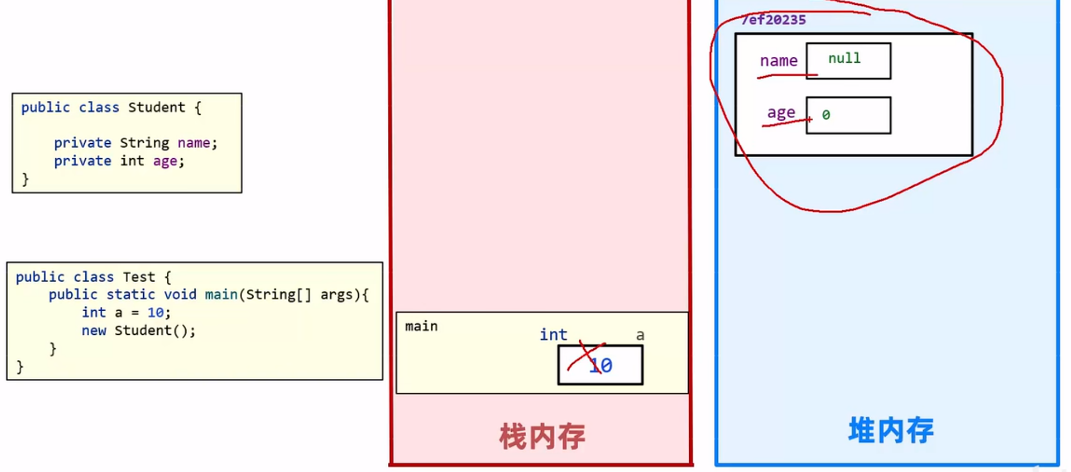 public class Student {
private String name;
private int age;
}
public class Test {
public static void main(String[] args){
int a = 10;
new Student();
}
}
main
int a
10
栈内存
/ef20235
name null
age 0
堆内存